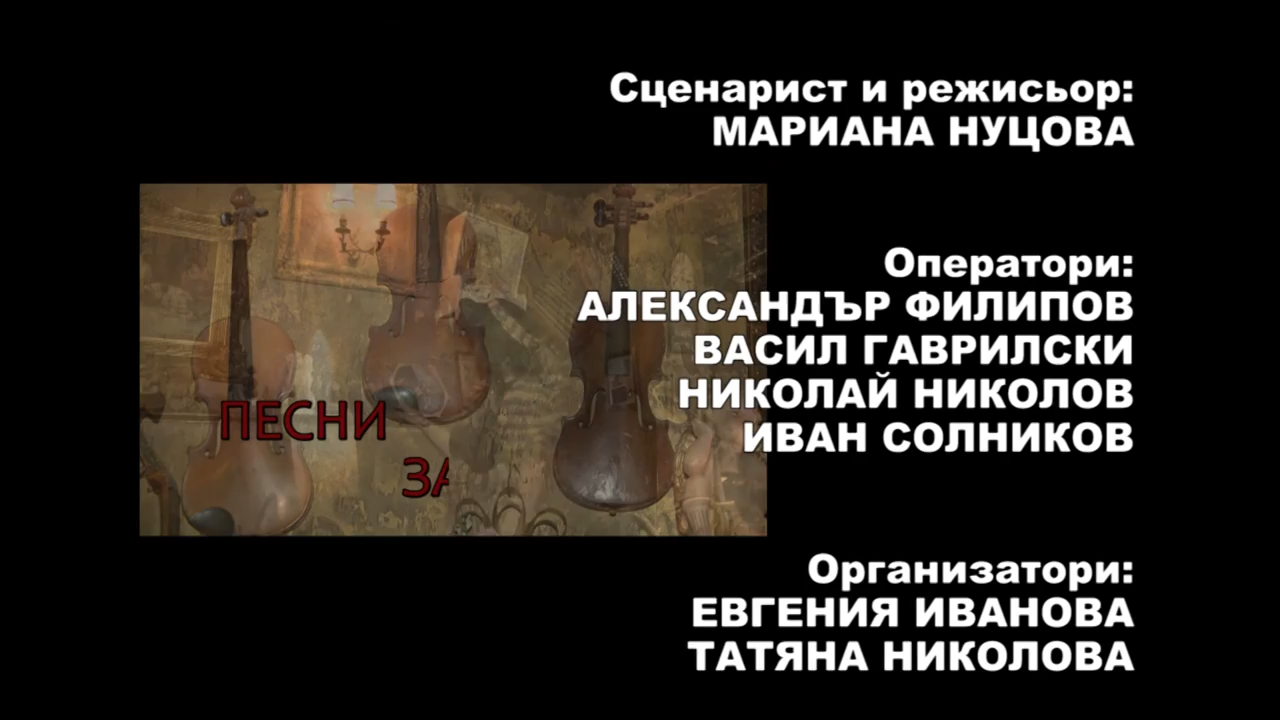 Сценарист и режисьор:
МАРИАНА НУЦОВА
Оператори:
АЛЕКСАНДЪР ФИЛИПОВ
ВАСИЛ ГАВРИЛСКИ
НИКОЛАЙ НИКОЛОВ
ИВАН СОЛНИКОВ
ПЕСНИ
ЗА
Организатори:
ЕВГЕНИЯ ИВАНОВА
ТАТЯНА НИКОЛОВА